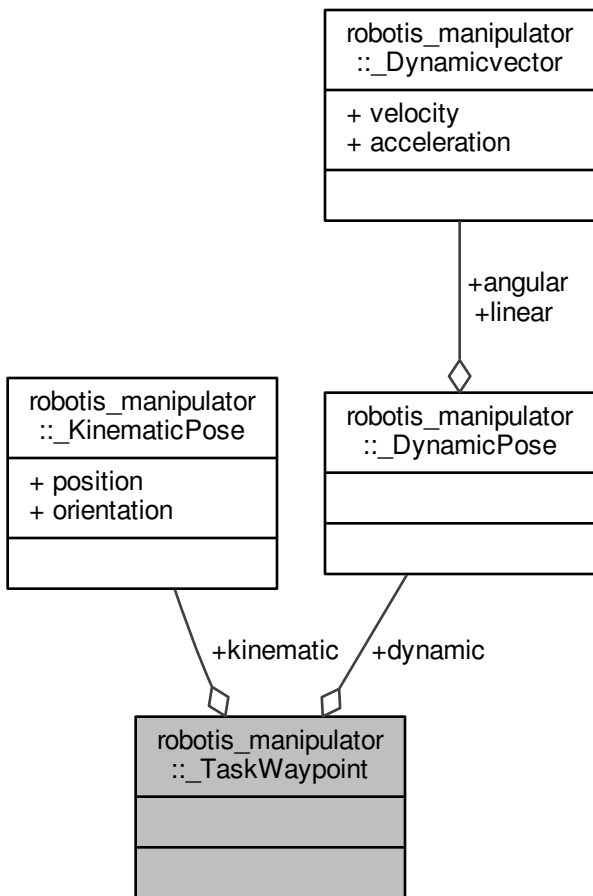 robotis_manipulator
::_Dynamicvector
+ velocity
+ acceleration
+angular
+linear
robotis_manipulator
::_KinematicPose
+ position
+ orientation
robotis_manipulator
::_DynamicPose
+kinematic
+dynamic
robotis_manipulator
::_TaskWaypoint